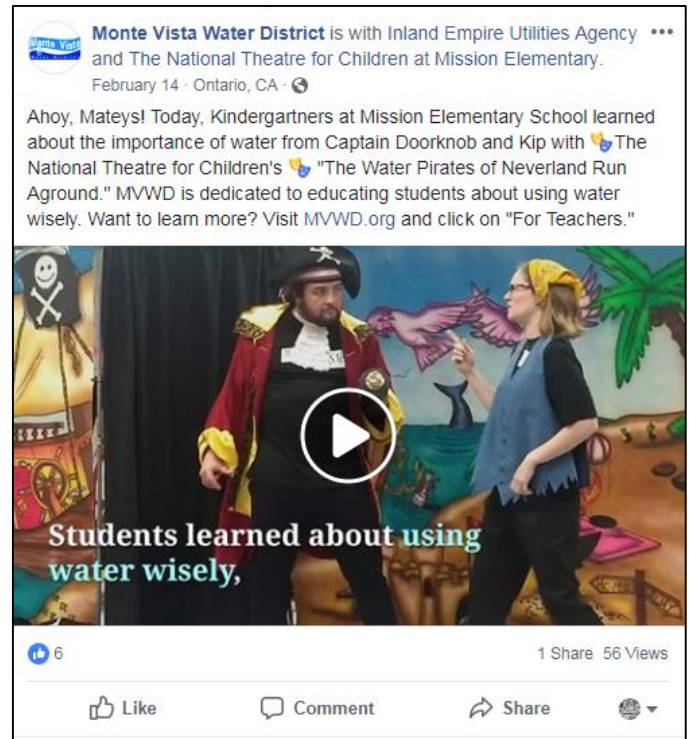 Monte Vista
Monte Vista Water District is with Inland Empire Utilities Agency
and The National Theatre for Children at Mission Elementary.
February 14 · Ontario, CA ·
Ahoy, Mateys! Today, Kindergartners at Mission Elementary School learned
about the importance of water from Captain Doorknob and Kip with 🎭The
National Theatre for Children's 🎭 "The Water Pirates of Neverland Run
Aground." MVWD is dedicated to educating students about using water
wisely. Want to learn more? Visit MVWD.org and click on "For Teachers."
Students learned about using
water wisely,
6
1 Share 56 Views
Like Comment Share